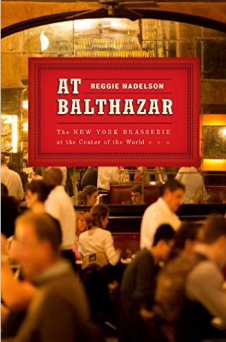 AT REGGIE NADELSON
BALTHAZAR
The NEW YORK BRASSERIE
at the Center of the World